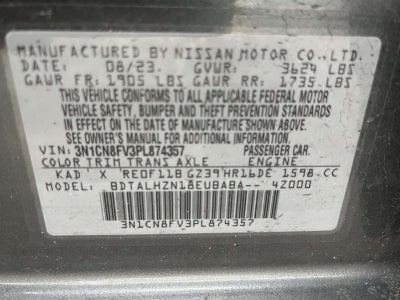 MANUFACTURED BY NISSAN MOTOR CO., LTD.
DATE: 08/23 GVWR: 3624 LBS
GAWR FR: 1905 LBS GAWR RR: 1735 LBS
THIS VEHICLE CONFORMS TO ALL APPLICABLE FEDERAL MOTOR
VEHICLE SAFETY, BUMPER AND THEFT PREVENTION STANDARDS
IN EFFECT ON THE DATE OF MANUFACTURE SHOWN ABOVE.
SEE OWNER'S MANUAL FOR ADDITIONAL INFORMATION
VIN: 3N1CN8FV3PL874357 PASSENGER CAR
COLOR TRIM TRANS AXLE ENGINE
KAD X RE0F11B GZ39 HR16DE 1598 CC
MODEL: BDTALHZN18EUBABA-- 4Z000
3N1CN8FV3PL874357